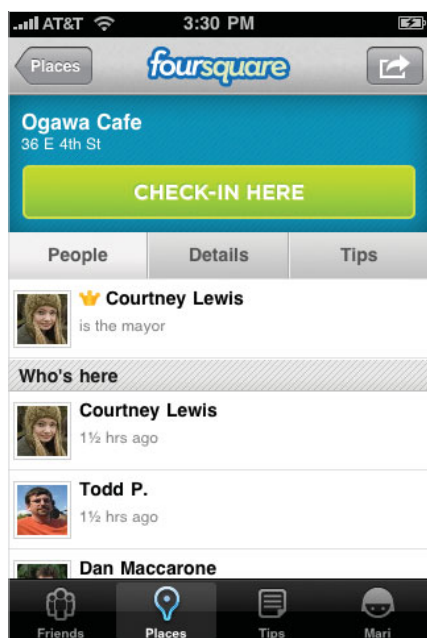 AT&T 3:30 PM
Places foursquare
Ogawa Cafe
36 E 4th St
CHECK-IN HERE
People Details Tips
Courtney Lewis
is the mayor
Who's here
Courtney Lewis
1½ hrs ago
Todd P.
1½ hrs ago
Dan Maccarone
Friends Places Tips Mari